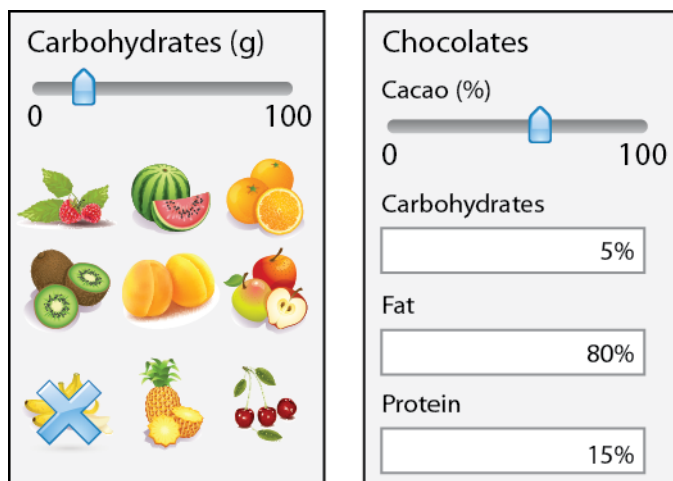 Carbohydrates (g)
0 100
Chocolates
Cacao (%)
0 100
Carbohydrates
5%
Fat
80%
Protein
15%